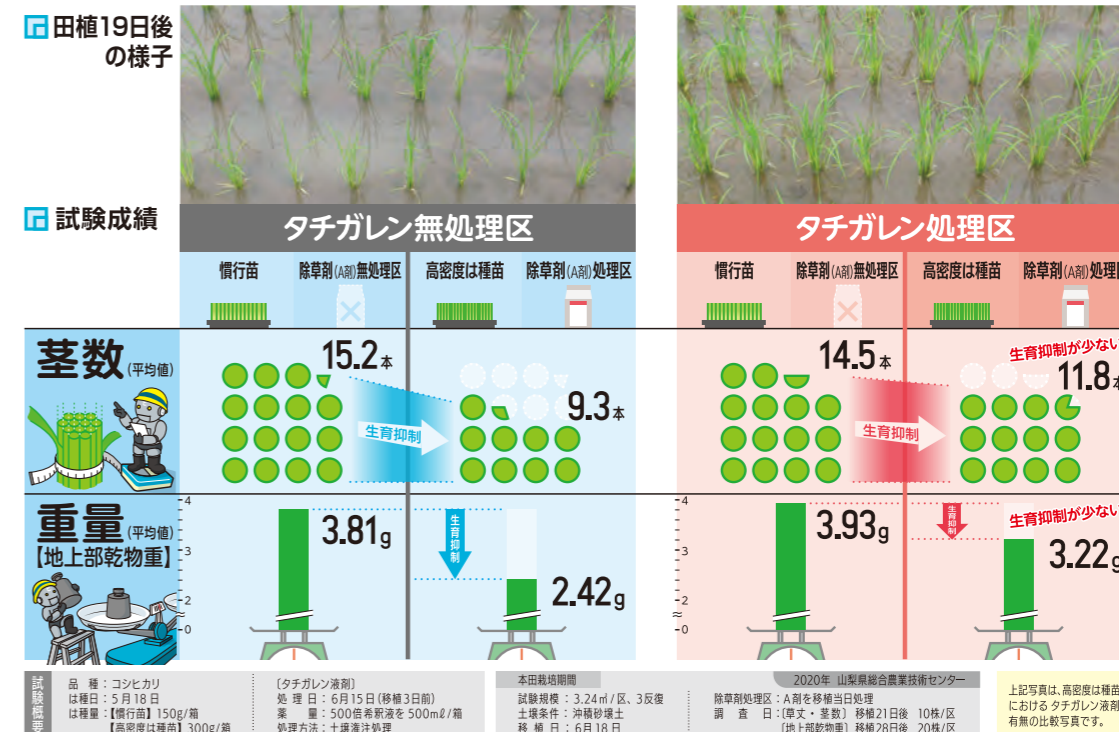 田植19日後
の様子
試験成績
タチガレン無処理区
タチガレン処理区
慣行苗
除草剤(A剤)無処理区
高密度は種苗
除草剤(A剤)処理区
慣行苗
除草剤(A剤)無処理区
高密度は種苗
除草剤(A剤)処理区
茎数(平均値)
15.2本
生育抑制
9.3本
14.5本
生育抑制
生育抑制が少ない
11.8本
重量(平均値)
【地上部乾物重】
4
3
2
0
3.81g
生育抑制
2.42g
4
3
2
0
3.93g
生育抑制
生育抑制が少ない
3.22g
試験概要
品 種:コシヒカリ
は種日:5月18日
は種量:【慣行苗】150g/箱
【高密度は種苗】300g/箱
〔タチガレン液剤〕
処 理 日:6月15日(移植3日前)
薬 量:500倍希釈液を500mℓ/箱
処理方法:土壌灌注処理
本田栽培期間
試験規模:3.24㎡/区、3反復
土壌条件:沖積砂壌土
移 植 日:6月18日
2020年 山梨県総合農業技術センター
除草剤処理区:A剤を移植当日処理
調 査 日:〔草丈・茎数〕移植21日後 10株/区
〔地上部乾物重〕移植28日後 20株/区
上記写真は、高密度は種苗
における タチガレン液剤
有無の比較写真です。